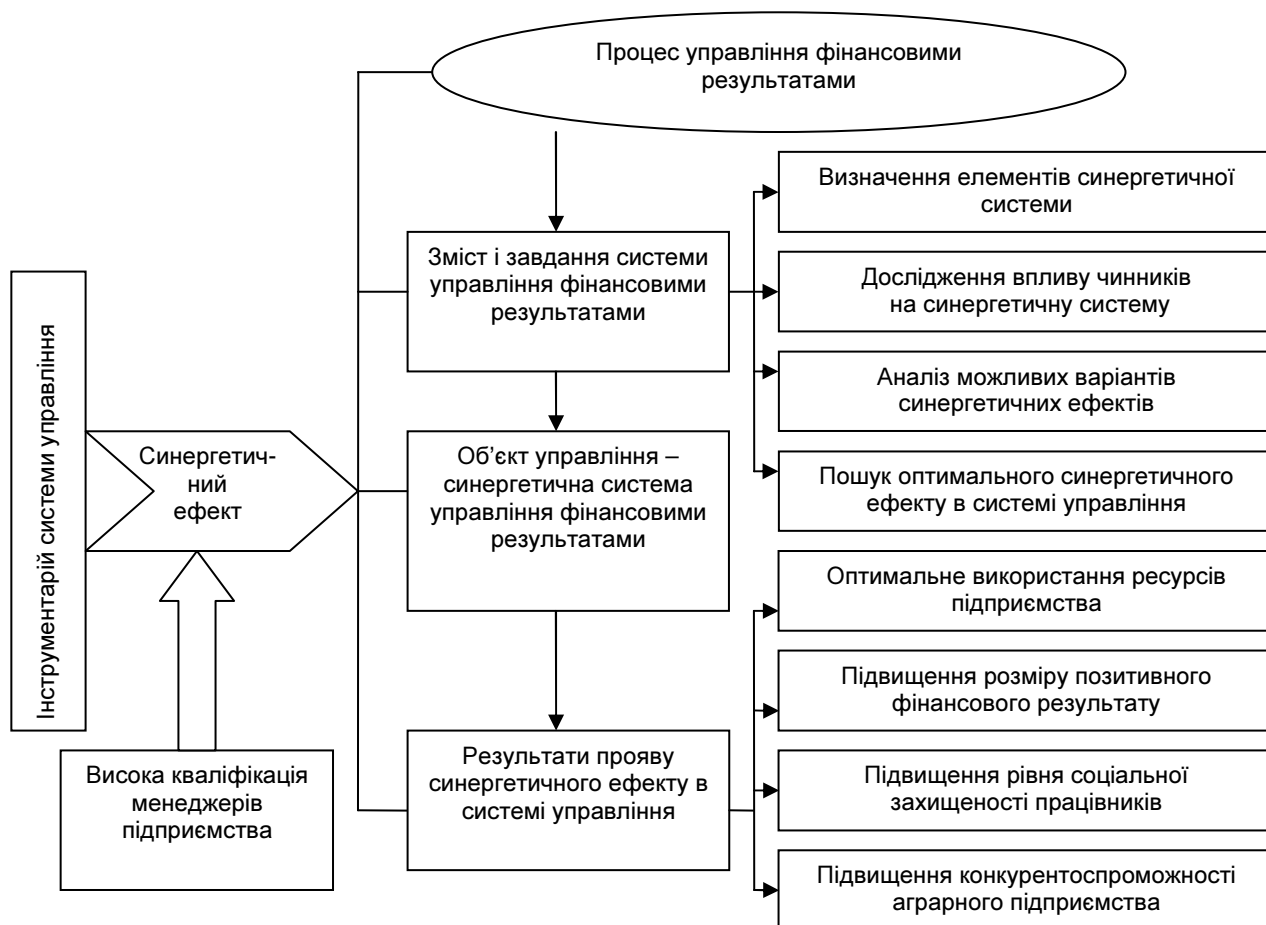 Процес управління фінансовими
результатами
Визначення елементів синергетичної
системи
Зміст і завдання системи
управління фінансовими
результатами
Дослідження впливу чинників
на синергетичну систему
Аналіз можливих варіантів
синергетичних ефектів
Інструментарій системи управління
Синергетич-
ний
ефект
Об’єкт управління –
синергетична система
управління фінансовими
результатами
Пошук оптимального синергетичного
ефекту в системі управління
Оптимальне використання ресурсів
підприємства
Підвищення розміру позитивного
фінансового результату
Висока кваліфікація
менеджерів
підприємства
Результати прояву
синергетичного ефекту в
системі управління
Підвищення рівня соціальної
захищеності працівників
Підвищення конкурентоспроможності
аграрного підприємства